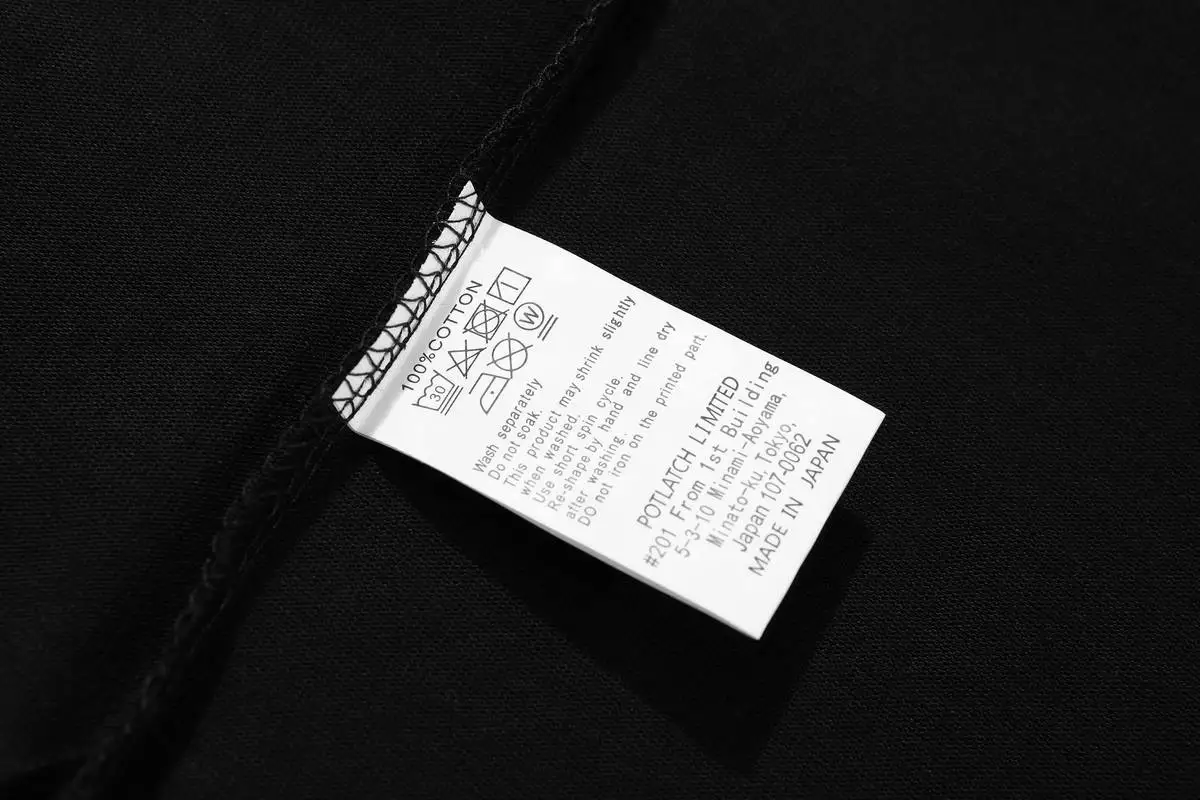 100%COTTON
30
W
Wash separately
Do not soak.
This product may shrink slightly
when washed.
Use short spin cycle.
Re-shape by hand and line dry
after washing.
DO not iron on the printed part.
POTLATCH LIMITED
#201 From 1st Building
5-3-10 Minami-Aoyama,
Minato-ku, Tokyo,
Japan 107-0062
MADE IN JAPAN